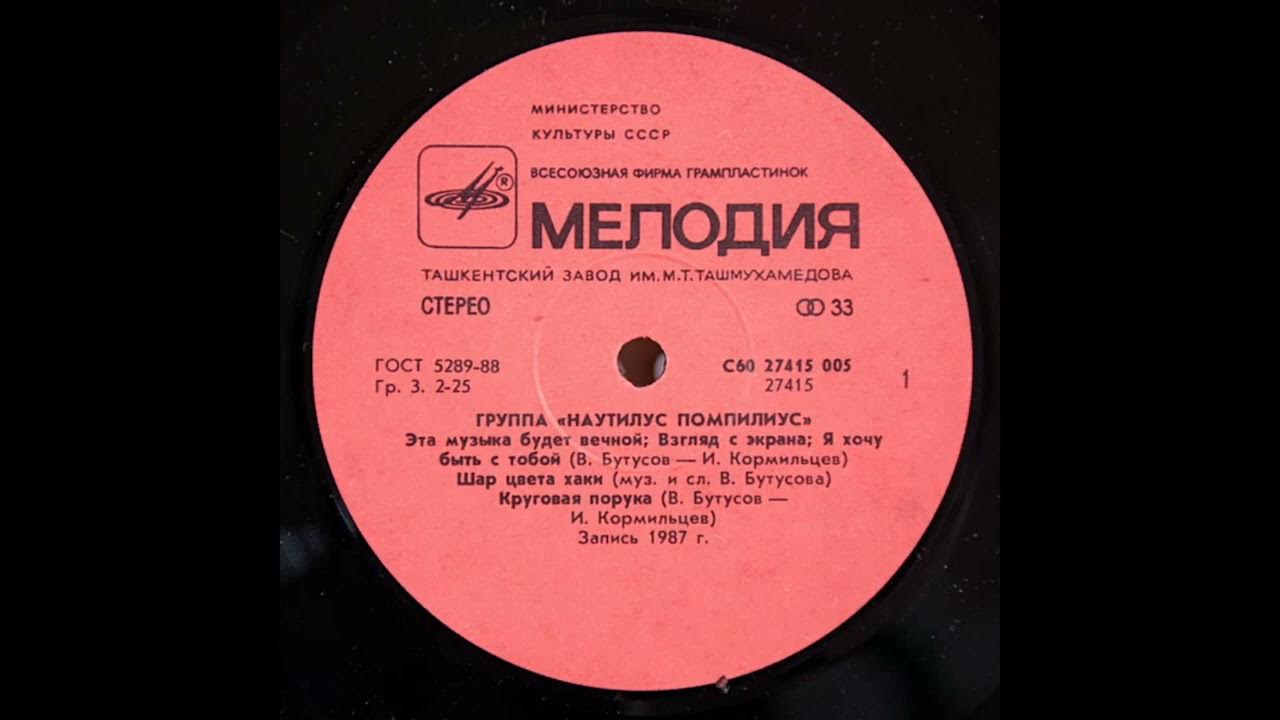 МИНИСТЕРСТВО
КУЛЬТУРЫ СССР
ВСЕСОЮЗНАЯ ФИРМА ГРАМПЛАСТИНОК
®
МЕЛОДИЯ
ТАШКЕНТСКИЙ ЗАВОД ИМ. М. Т. ТАШМУХАМЕДОВА
СТЕРЕО 33
ГОСТ 5289-88 С60 27415 005
Гр. 3. 2-25 27415 1
ГРУППА «НАУТИЛУС ПОМПИЛИУС»
Эта музыка будет вечной; Взгляд с экрана; Я хочу
быть с тобой (В. Бутусов — И. Кормильцев)
Шар цвета хаки (муз. и сл. В. Бутусова)
Круговая порука (В. Бутусов —
И. Кормильцев)
Запись 1987 г.